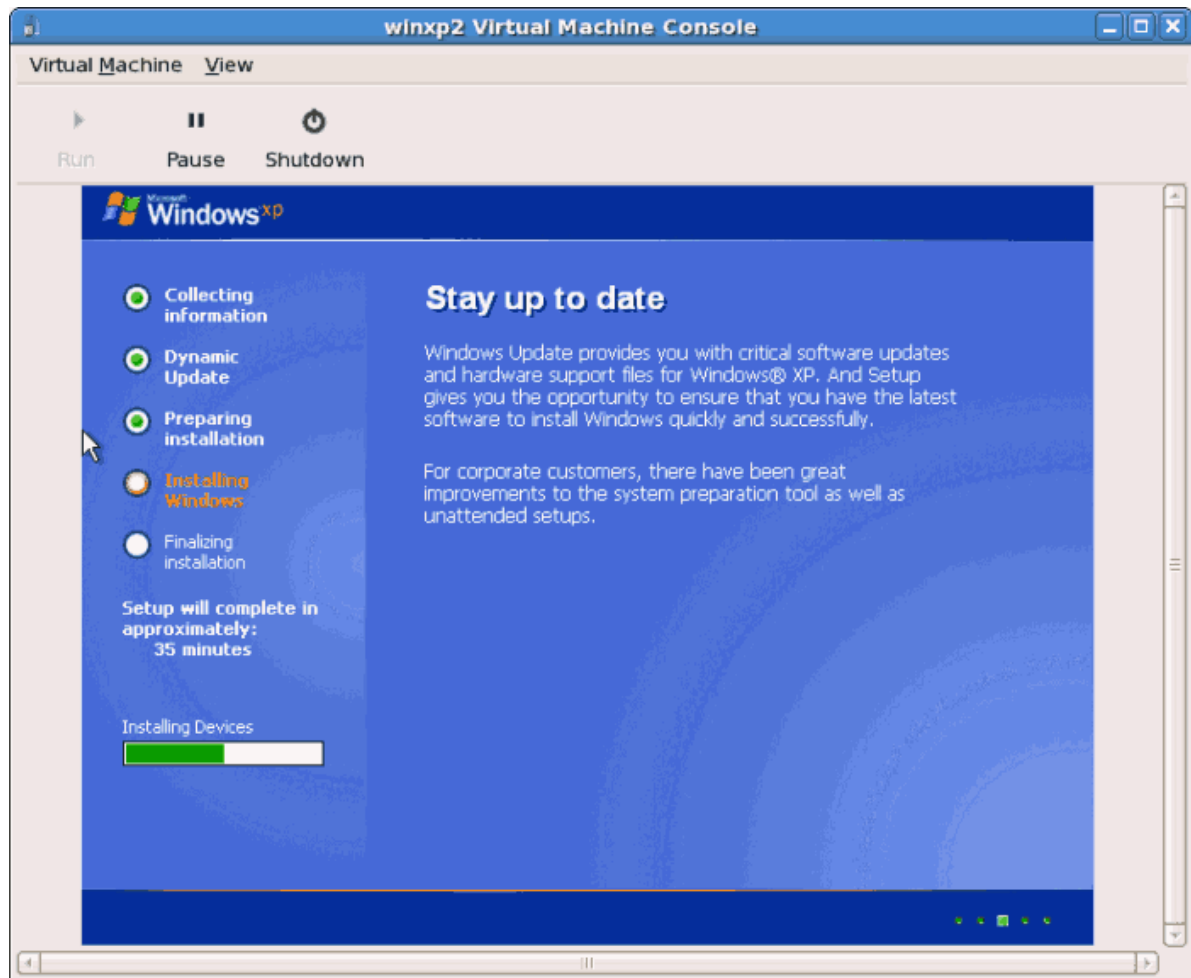 winxp2 Virtual Machine Console
Virtual Machine View
Run Pause Shutdown
Microsoft
Windows xp
Collecting
information
Dynamic
Update
Preparing
installation
Installing
Windows
Finalizing
installation
Setup will complete in
approximately:
35 minutes
Installing Devices
Stay up to date
Windows Update provides you with critical software updates
and hardware support files for Windows® XP. And Setup
gives you the opportunity to ensure that you have the latest
software to install Windows quickly and successfully.
For corporate customers, there have been great
improvements to the system preparation tool as well as
unattended setups.